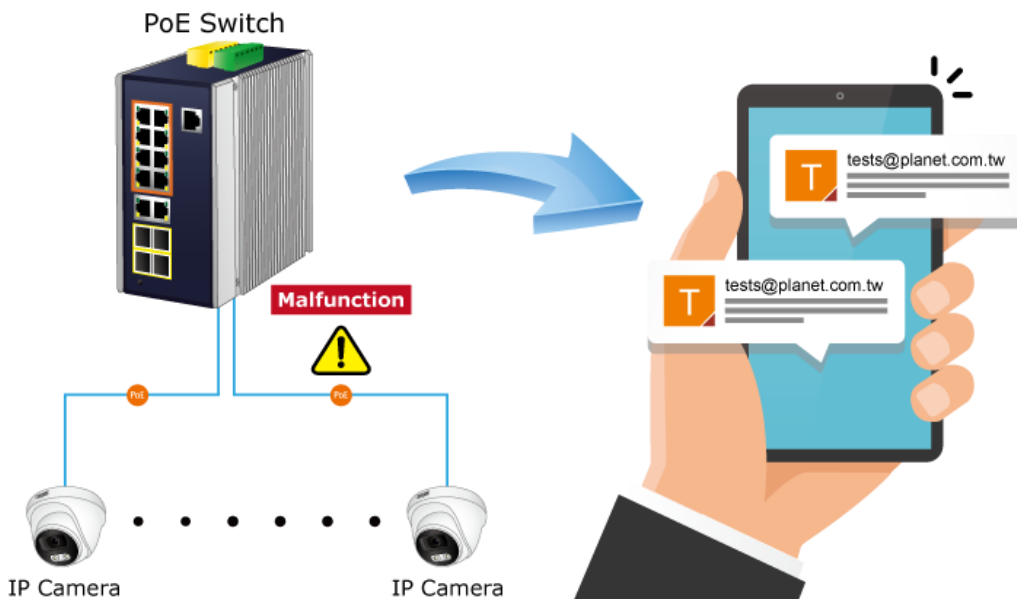 PoE Switch
Malfunction
PoE
PoE
IP Camera
IP Camera
T
tests@planet.com.tw
T
tests@planet.com.tw